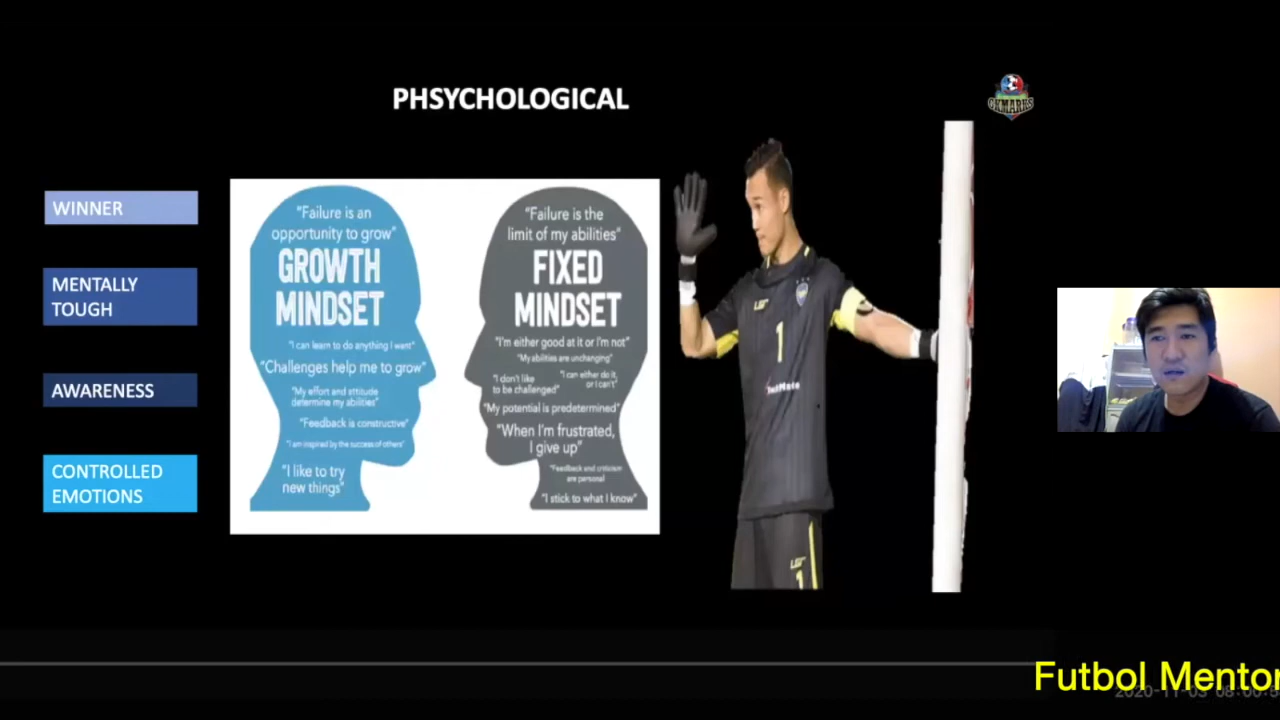 PHSYCHOLOGICAL
GKMARKS
WINNER
MENTALLY
TOUGH
AWARENESS
CONTROLLED
EMOTIONS
"Failure is an
opportunity to grow"
GROWTH
MINDSET
"I can learn to do anything I want"
"Challenges help me to grow"
"My effort and attitude
determine my abilities"
"Feedback is constructive"
"I am inspired by the success of others"
"I like to try
new things"
"Failure is the
limit of my abilities"
FIXED
MINDSET
"I'm either good at it or I'm not"
"My abilities are unchanging"
"I don't like
to be challenged"
"I can either do it,
or I can't"
"My potential is predetermined"
"When I'm frustrated,
I give up"
"Feedback and criticism
are personal"
"I stick to what I know"
LGR
1
LGR
1
Futbol Mentor